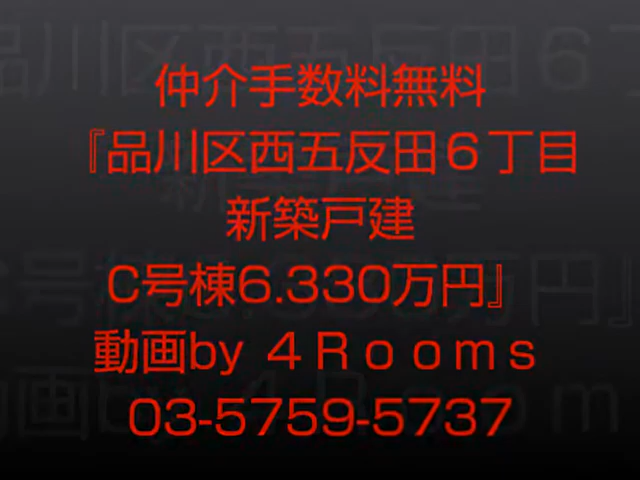 仲介手数料無料
『品川区西五反田６丁目
新築戸建
C号棟6.330万円』
動画by ４Ｒｏｏｍｓ
03-5759-5737